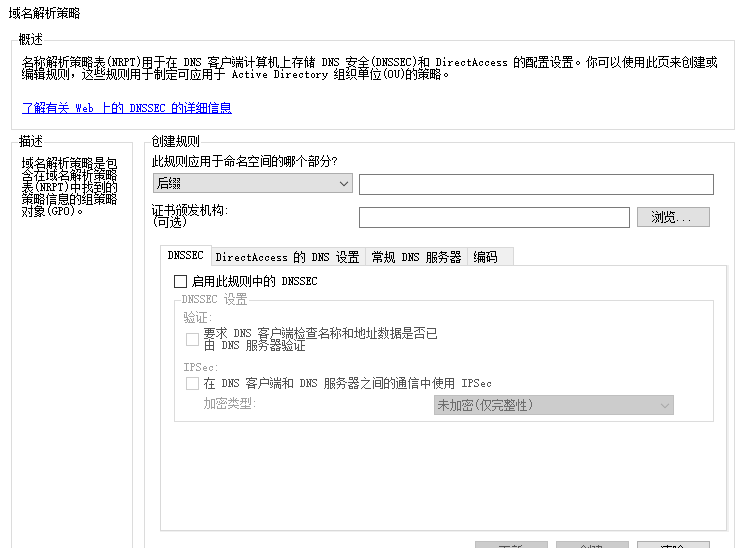 域名解析策略
概述
名称解析策略表(NRPT)用于在 DNS 客户端计算机上存储 DNS 安全(DNSSEC)和 DirectAccess 的配置设置。你可以使用此页来创建或
编辑规则，这些规则用于制定可应用于 Active Directory 组织单位(OU)的策略。
了解有关 Web 上的 DNSSEC 的详细信息
描述
域名解析策略是包
含在域名解析策略
表(NRPT)中找到的
策略信息的组策略
对象(GPO)。
创建规则
此规则应用于命名空间的哪个部分?
后缀
证书颁发机构:
(可选)
浏览...
DNSSEC
DirectAccess 的 DNS 设置
常规 DNS 服务器
编码
启用此规则中的 DNSSEC
DNSSEC 设置
验证:
要求 DNS 客户端检查名称和地址数据是否已
由 DNS 服务器验证
IPSec:
在 DNS 客户端和 DNS 服务器之间的通信中使用 IPSec
加密类型:
未加密(仅完整性)